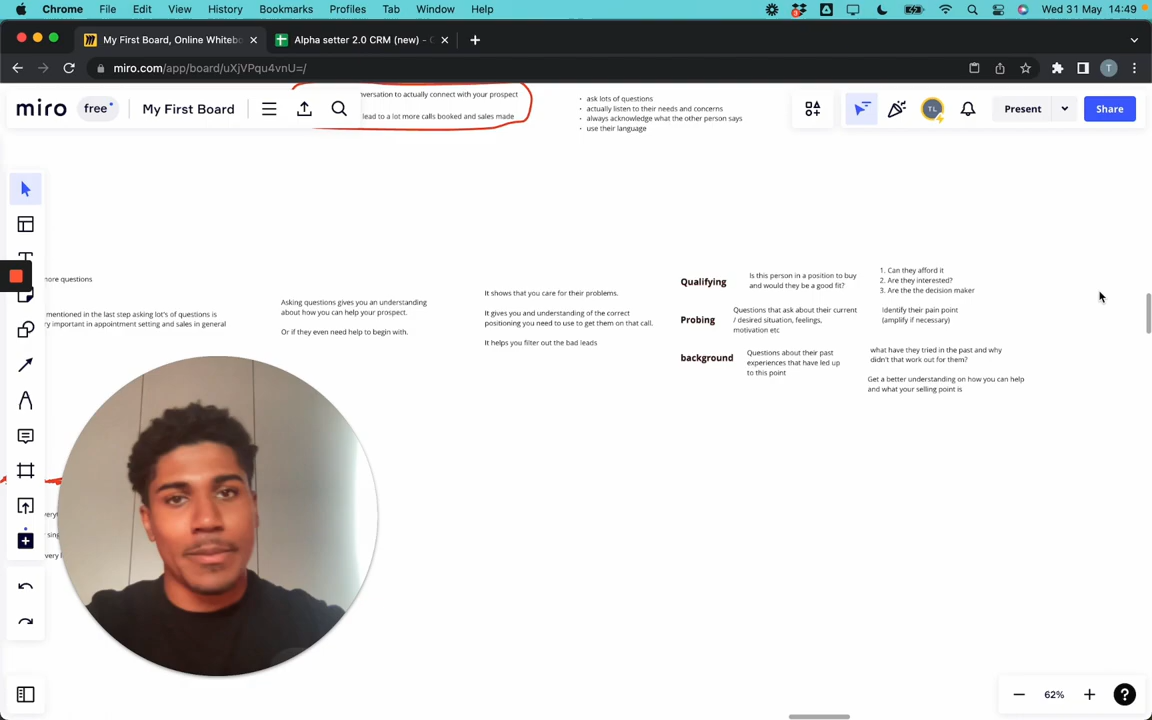 Chrome File Edit View History Bookmarks Profiles Tab Window Help Wed 31 May 14:49
My First Board, Online Whitebo
Alpha setter 2.0 CRM (new) -
miro.com/app/board/uXjVPqu4vnU=/
T
miro free My First Board
TL
Present
Share
nversation to actually connect with your prospect
lead to a lot more calls booked and sales made
• ask lots of questions
• actually listen to their needs and concerns
• always acknowledge what the other person says
• use their language
ore questions
mentioned in the last step asking lot's of questions is
ry important in appointment setting and sales in general
Asking questions gives you an understanding
about how you can help your prospect.
Or if they even need help to begin with.
It shows that you care for their problems.
It gives you and understanding of the correct
positioning you need to use to get them on that call.
It helps you filter out the bad leads
Qualifying
Is this person in a position to buy
and would they be a good fit?
1. Can they afford it
2. Are they interested?
3. Are the the decision maker
Probing
Questions that ask about their current
/ desired situation, feelings,
motivation etc
Identify their pain point
(amplify if necessary)
background
Questions about their past
experiences that have led up
to this point
what have they tried in the past and why
didn't that work out for them?
Get a better understanding on how you can help
and what your selling point is
62%